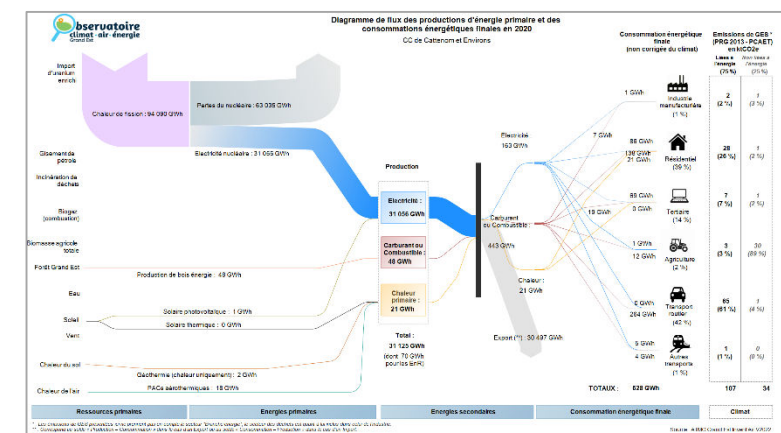 Observatoire
climat·air·énergie
Grand Est
Diagramme de flux des productions d'énergie primaire et des
consommations énergétiques finales en 2020
CC de Cattenom et Environs
Consommation énergétique
finale
(non corrigée du climat)
Emissions de GES *
(PRG 2013 - PCAET)
en ktCO2e
Liées à
l'énergie
(75 %)
Non liées à
l'énergie
(25 %)
Import
d'uranium
enrichi
Chaleur de fission : 94 090 GWh
Pertes du nucléaire : 63 035 GWh
Electricité nucléaire : 31 055 GWh
Gisement de
pétrole
Incinération de
déchets
Biogaz
(combustion)
Biomasse agricole
totale
Forêt Grand Est
Production de bois énergie : 48 GWh
Eau
Soleil
Solaire photovoltaïque : 1 GWh
Solaire thermique : 0 GWh
Vent
Chaleur du sol
Géothermie (chaleur uniquement) : 2 GWh
Chaleur de l'air
PACs aérothermiques : 18 GWh
Production
Electricité :
31 056 GWh
Carburant ou
Combustible :
48 GWh
Chaleur
primaire :
21 GWh
Total :
31 125 GWh
(dont 70 GWh
pour les EnR)
Electricité :
163 GWh
Carburant
ou Combustible :
443 GWh
Chaleur :
21 GWh
Export (**) : 30 497 GWh
1 GWh
7 GWh
Industrie
manufacturière
(1 %)
2
(2 %)
1
(3 %)
88 GWh
21 GWh
Résidentiel
(39 %)
28
(26 %)
1
(2 %)
69 GWh
18 GWh
Tertiaire
(14 %)
7
(7 %)
1
(2 %)
1 GWh
12 GWh
Agriculture
(2 %)
3
(3 %)
30
(89 %)
264 GWh
Transport
routier
(42 %)
65
(61 %)
1
(4 %)
4 GWh
Autres
transports
(1 %)
1
(1 %)
0
TOTAUX :
628 GWh
107
34
Ressources primaires
Energies primaires
Energies secondaires
Consommation énergétique finale
Climat